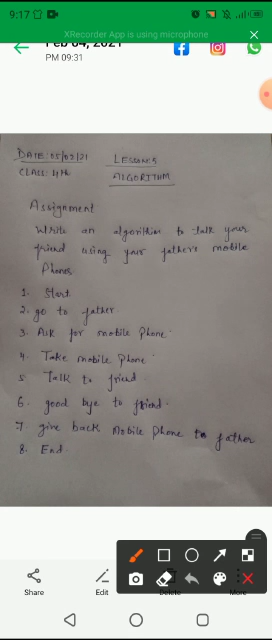 9:17
XRecorder App is using microphone
Feb 04, 2021
PM 09:31
DATE: 05/02/21
LESSON 5
CLASS: 4th
ALGORITHM
Assignment
Write an algorithm to talk your
friend using your father's mobile
Phones.
1. Start
2. go to father.
3. Ask for mobile Phone.
4. Take mobile Phone.
5. Talk to friend.
6. good bye to friend.
7. give back Mobile Phone to father
8. End.
Share
Edit
Delete
More